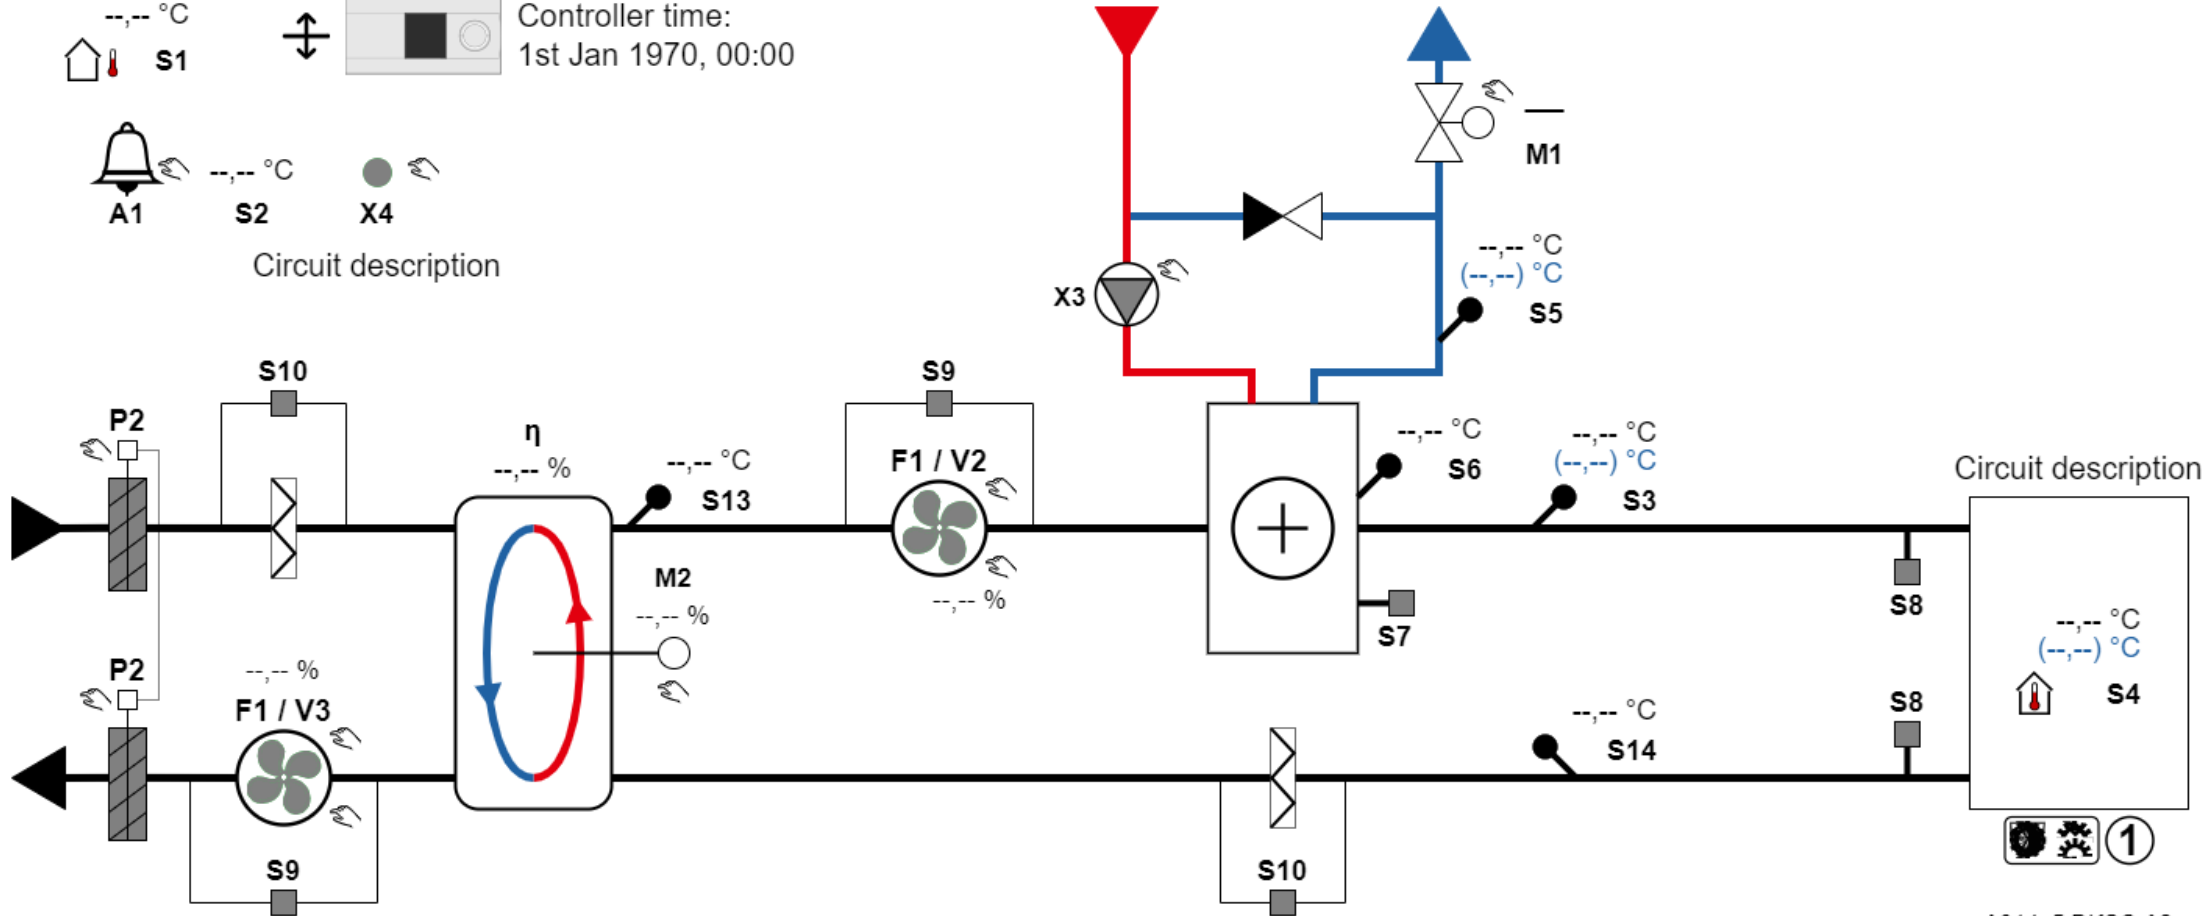 --,-- °C
S1
Controller time:
1st Jan 1970, 00:00
A1
--,-- °C
S2
X4
Circuit description
M1
X3
--,-- °C
(--,--) °C
S5
S10
P2
η
--,-- %
--,-- °C
S13
S9
F1 / V2
--,-- %
--,-- °C
S6
--,-- °C
(--,--) °C
S3
Circuit description
M2
--,-- %
S7
S8
--,-- °C
(--,--) °C
S4
P2
--,-- %
F1 / V3
S9
--,-- °C
S14
S8
S10
1